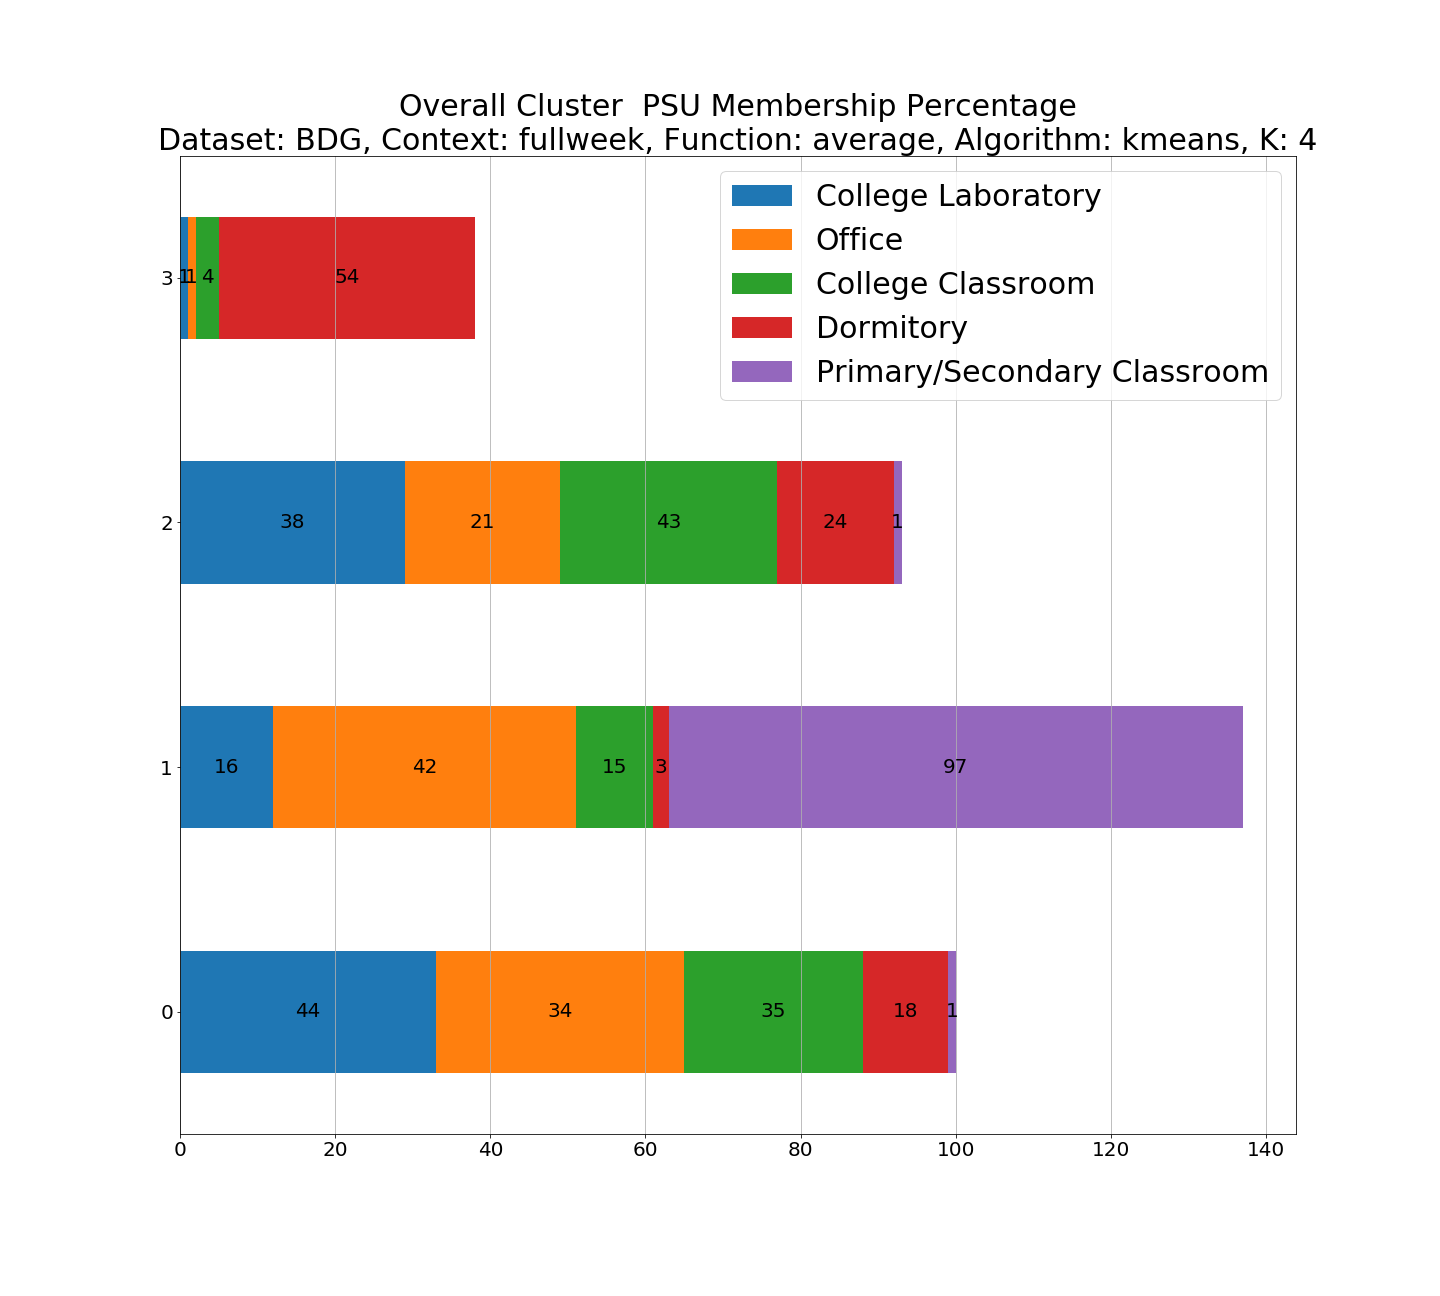 Overall Cluster  PSU Membership Percentage
Dataset: BDG, Context: fullweek, Function: average, Algorithm: kmeans, K: 4
College Laboratory
Office
College Classroom
Dormitory
Primary/Secondary Classroom
3
1 1 4 54
2
38 21 43 24 1
1
16 42 15 3 97
0
44 34 35 18 1
0 20 40 60 80 100 120 140